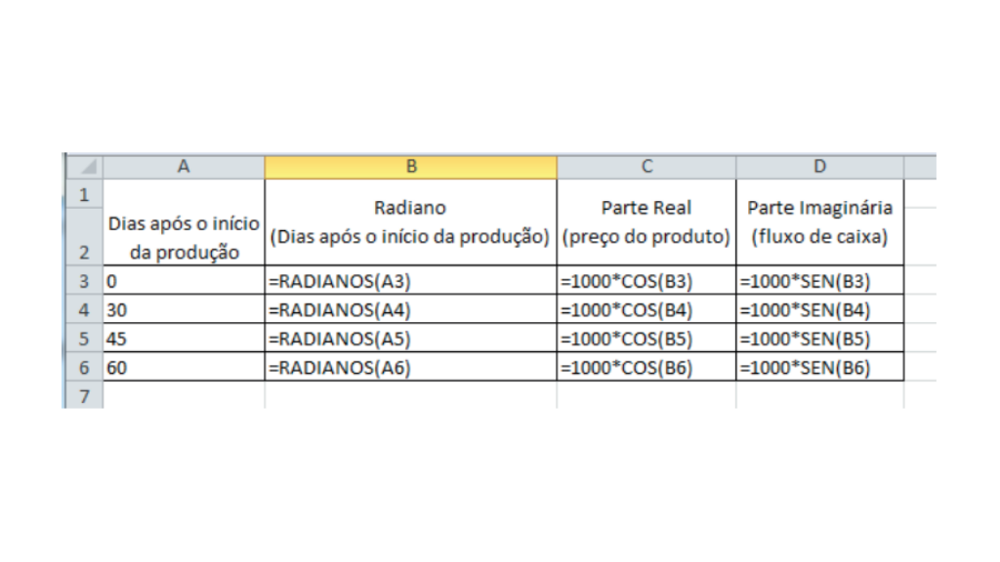 A B C D
1
Radiano Parte Real Parte Imaginária
Dias após o início (Dias após o início da produção) (preço do produto) (fluxo de caixa)
2 da produção
3 0 =RADIANOS(A3) =1000*COS(B3) =1000*SEN(B3)
4 30 =RADIANOS(A4) =1000*COS(B4) =1000*SEN(B4)
5 45 =RADIANOS(A5) =1000*COS(B5) =1000*SEN(B5)
6 60 =RADIANOS(A6) =1000*COS(B6) =1000*SEN(B6)
7